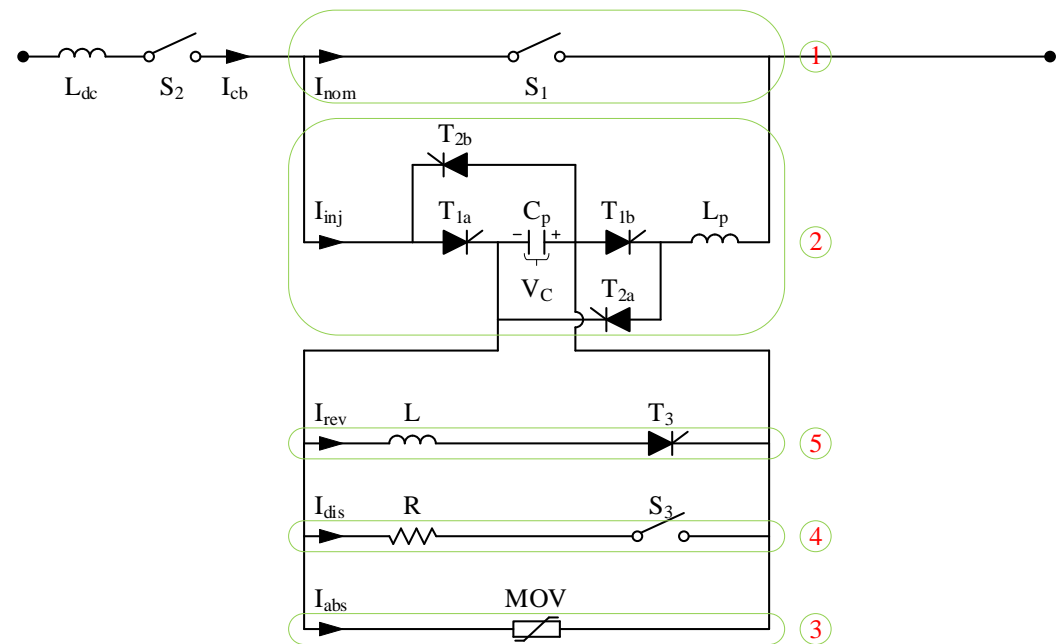 L_dc S_2 I_cb I_nom S_1 1
T_2b
I_inj T_1a C_p T_1b L_p
− +
2
V_C T_2a
I_rev L T_3
5
I_dis R S_3
4
I_abs MOV
3